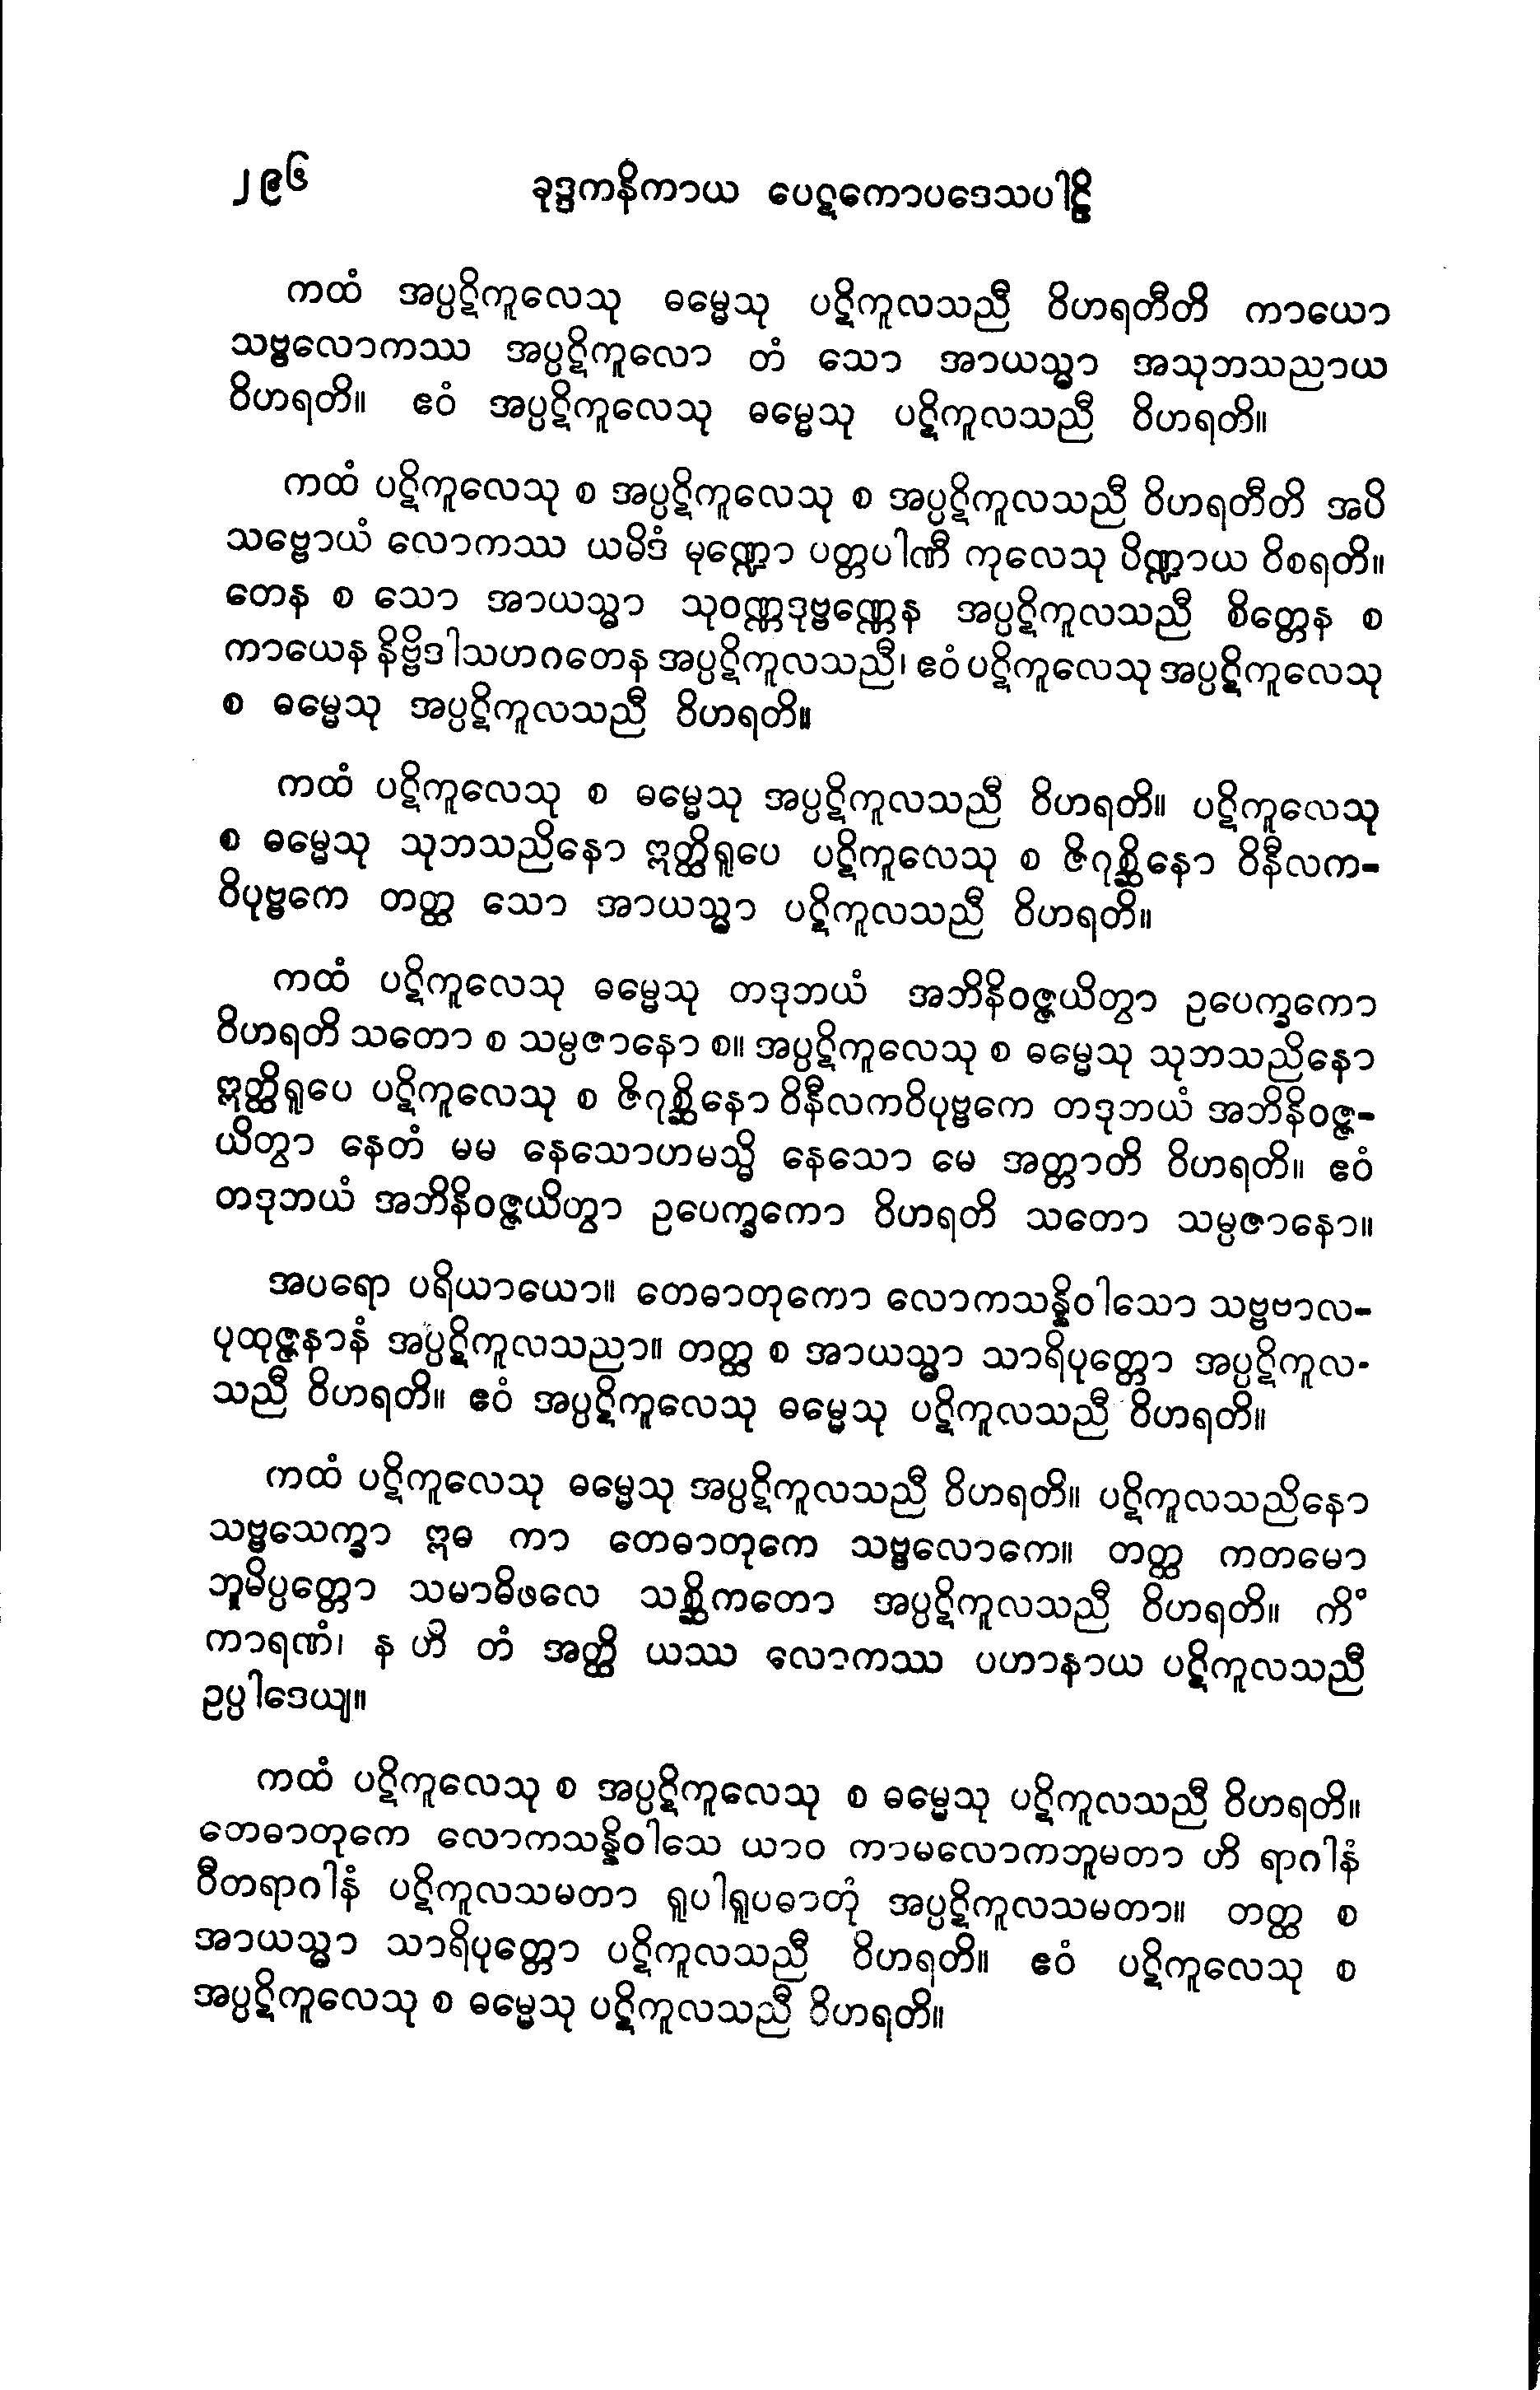 ၂၉၆ ခုဒ္ဒကနိကာယ ပေဋကောပဒေသပါဠိ
ကထံ အပ္ပဋိကူလေသု ဓမ္မေသု ပဋိကူလသညီ ဝိဟရတီတိ ကာယော
သဗ္ဗလောကဿ အပ္ပဋိကူလော တံ သော အာယသ္မာ အသုဘသညာယ
ဝိဟရတိ။ ဧဝံ အပ္ပဋိကူလေသု ဓမ္မေသု ပဋိကူလသညီ ဝိဟရတိ။
ကထံ ပဋိကူလေသု စ အပ္ပဋိကူလေသု စ အပ္ပဋိကူလသညီ ဝိဟရတီတိ အပိ
သဗ္ဗောယံ လောကဿ ယမိဒံ မုဏ္ဍော ပတ္တပါဏီ ကုလေသု ပိဏ္ဍာယ ဝိစရတိ။
တေန စ သော အာယသ္မာ သုဝဏ္ဏဒုဗ္ဗဏ္ဏေန အပ္ပဋိကူလသညီ စိတ္တေန စ
ကာယေန နိဗ္ဗိဒါသဟဂတေန အပ္ပဋိကူလသညီ၊ ဧဝံ ပဋိကူလေသု အပ္ပဋိကူလေသု
စ ဓမ္မေသု အပ္ပဋိကူလသညီ ဝိဟရတိ။
ကထံ ပဋိကူလေသု စ ဓမ္မေသု အပ္ပဋိကူလသညီ ဝိဟရတိ။ ပဋိကူလေသု
စ ဓမ္မေသု သုဘသညိနော ဣတ္ထိရူပေ ပဋိကူလေသု စ ဇိဂုစ္ဆိနော ဝိနီလက-
ဝိပုဗ္ဗကေ တတ္ထ သော အာယသ္မာ ပဋိကူလသညီ ဝိဟရတိ။
ကထံ ပဋိကူလေသု ဓမ္မေသု တဒုဘယံ အဘိနိဝဇ္ဇယိတွာ ဥပေက္ခကော
ဝိဟရတိ သတော စ သမ္ပဇာနော စ။ အပ္ပဋိကူလေသု စ ဓမ္မေသု သုဘသညိနော
ဣတ္ထိရူပေ ပဋိကူလေသု စ ဇိဂုစ္ဆိနော ဝိနီလကဝိပုဗ္ဗကေ တဒုဘယံ အဘိနိဝဇ္ဇ-
ယိတွာ နေတံ မမ နေသောဟမသ္မိ နေသော မေ အတ္တာတိ ဝိဟရတိ။ ဧဝံ
တဒုဘယံ အဘိနိဝဇ္ဇယိတွာ ဥပေက္ခကော ဝိဟရတိ သတော သမ္ပဇာနော။
အပရော ပရိယာယော။ တေဓာတုကော လောကသန္နိဝါသော သဗ္ဗဗာလ-
ပုထုဇ္ဇနာနံ အပ္ပဋိကူလသညာ။ တတ္ထ စ အာယသ္မာ သာရိပုတ္တော အပ္ပဋိကူလ-
သညီ ဝိဟရတိ။ ဧဝံ အပ္ပဋိကူလေသု ဓမ္မေသု ပဋိကူလသညီ ဝိဟရတိ။
ကထံ ပဋိကူလေသု ဓမ္မေသု အပ္ပဋိကူလသညီ ဝိဟရတိ။ ပဋိကူလသညိနော
သဗ္ဗသေက္ခာ ဣဓ ကာ တေဓာတုကေ သဗ္ဗလောကေ။ တတ္ထ ကတမော
ဘူမိပ္ပတ္တော သမာဓိဖလေ သစ္ဆိကတော အပ္ပဋိကူလသညီ ဝိဟရတိ။ ကိံ
ကာရဏံ၊ န ဟိ တံ အတ္ထိ ယဿ လောကဿ ပဟာနာယ ပဋိကူလသညီ
ဥပ္ပါဒေယျ။
ကထံ ပဋိကူလေသု စ အပ္ပဋိကူလေသု စ ဓမ္မေသု ပဋိကူလသညီ ဝိဟရတိ။
တေဓာတုကေ လောကသန္နိဝါသေ ယာဝ ကာမလောကဘူမတာ ဟိ ရာဂါနံ
ဝီတရာဂါနံ ပဋိကူလသမတာ ရူပါရူပဓာတုံ အပ္ပဋိကူလသမတာ။ တတ္ထ စ
အာယသ္မာ သာရိပုတ္တော ပဋိကူလသညီ ဝိဟရတိ။ ဧဝံ ပဋိကူလေသု စ
အပ္ပဋိကူလေသု စ ဓမ္မေသု ပဋိကူလသညီ ဝိဟရတိ။